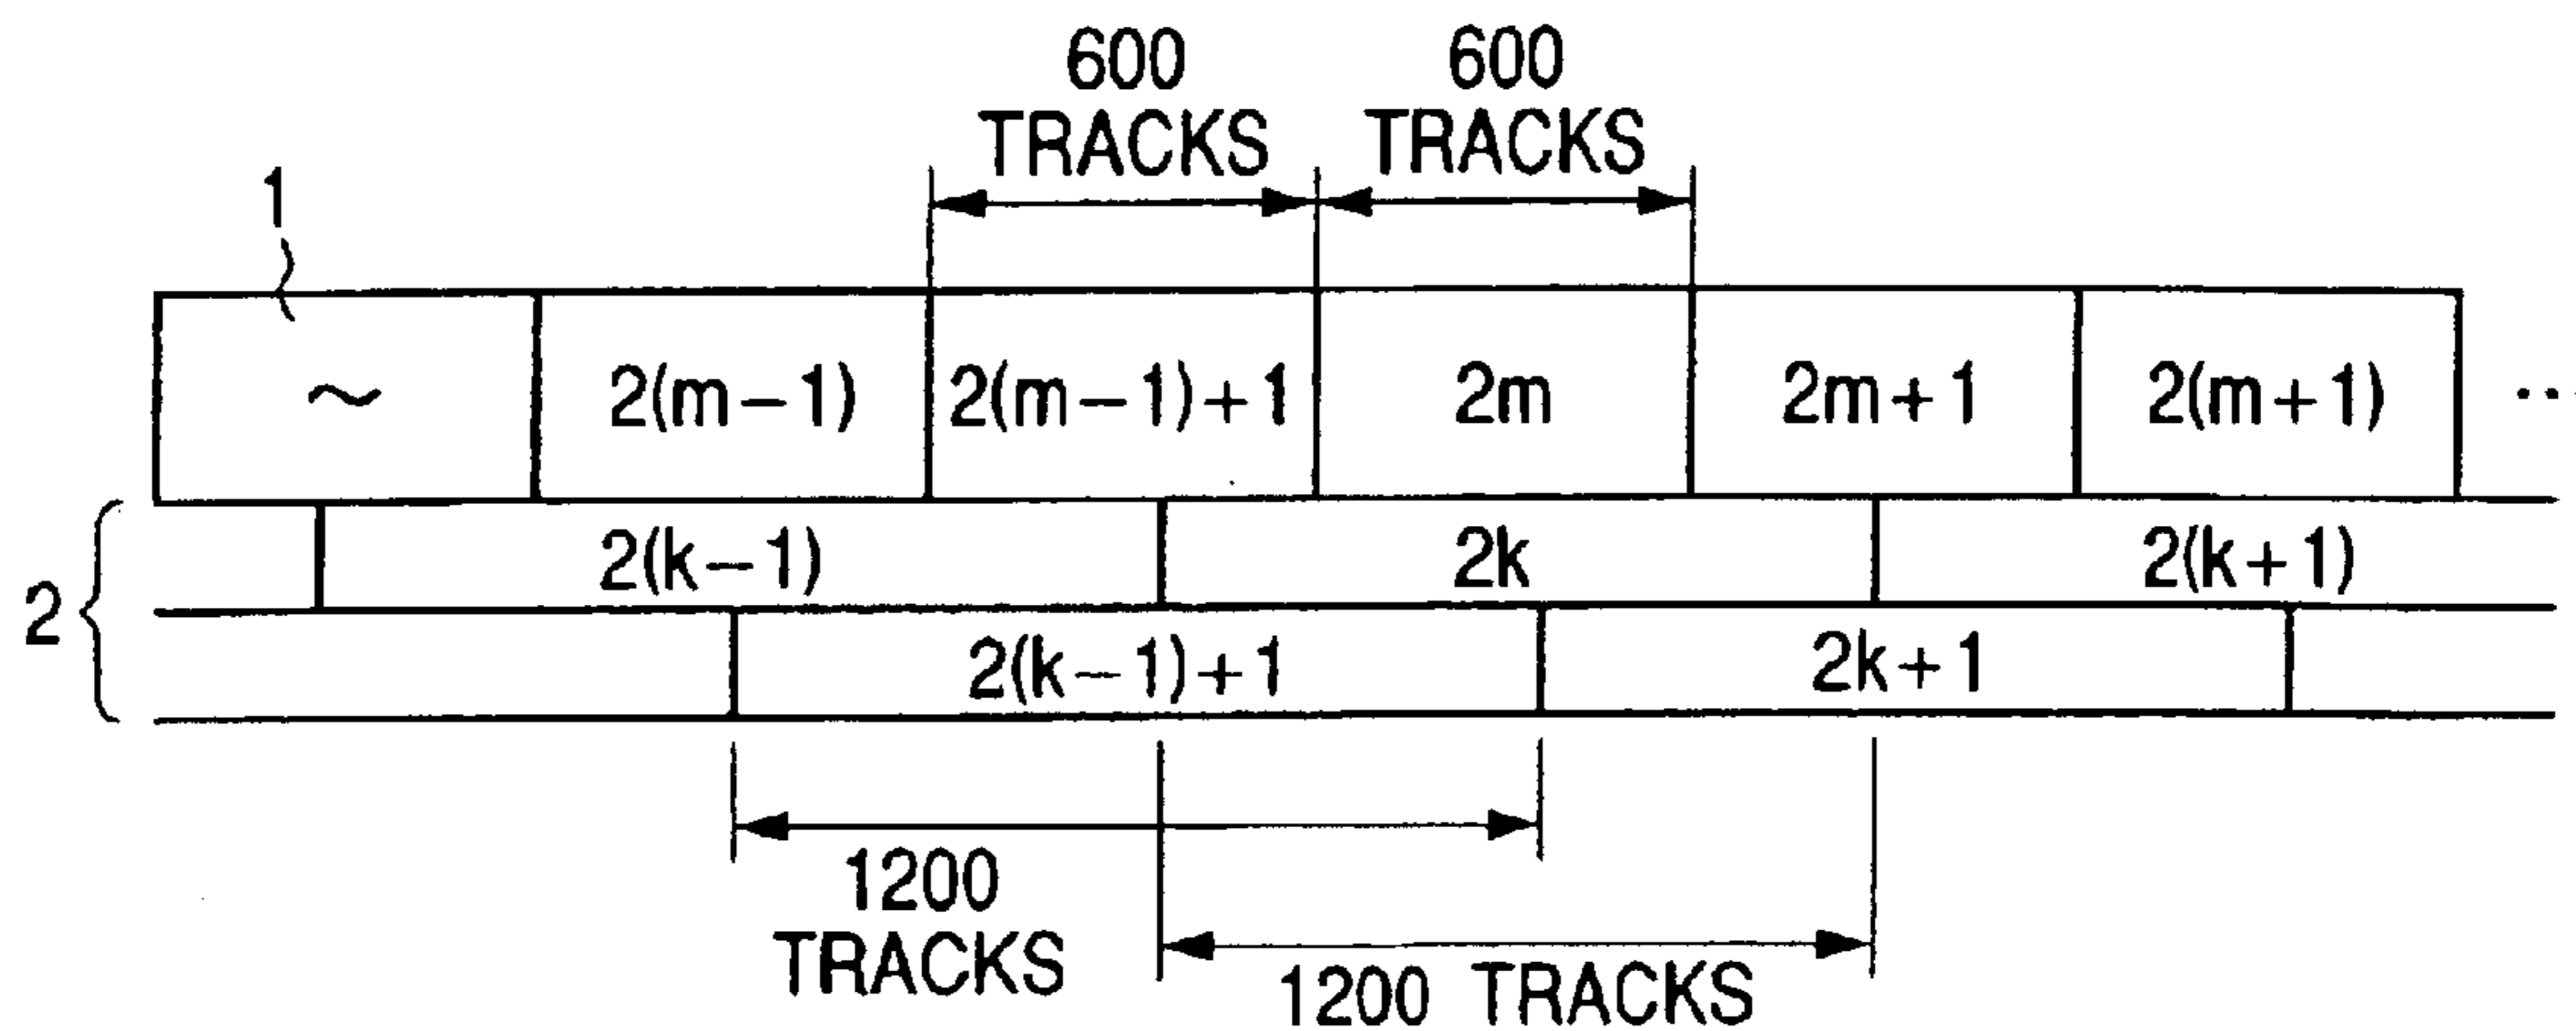 600 TRACKS
600 TRACKS
1
~
2(m−1)
2(m−1)+1
2m
2m+1
2(m+1)
··
2
2(k−1)
2k
2(k+1)
2(k−1)+1
2k+1
1200 TRACKS
1200 TRACKS